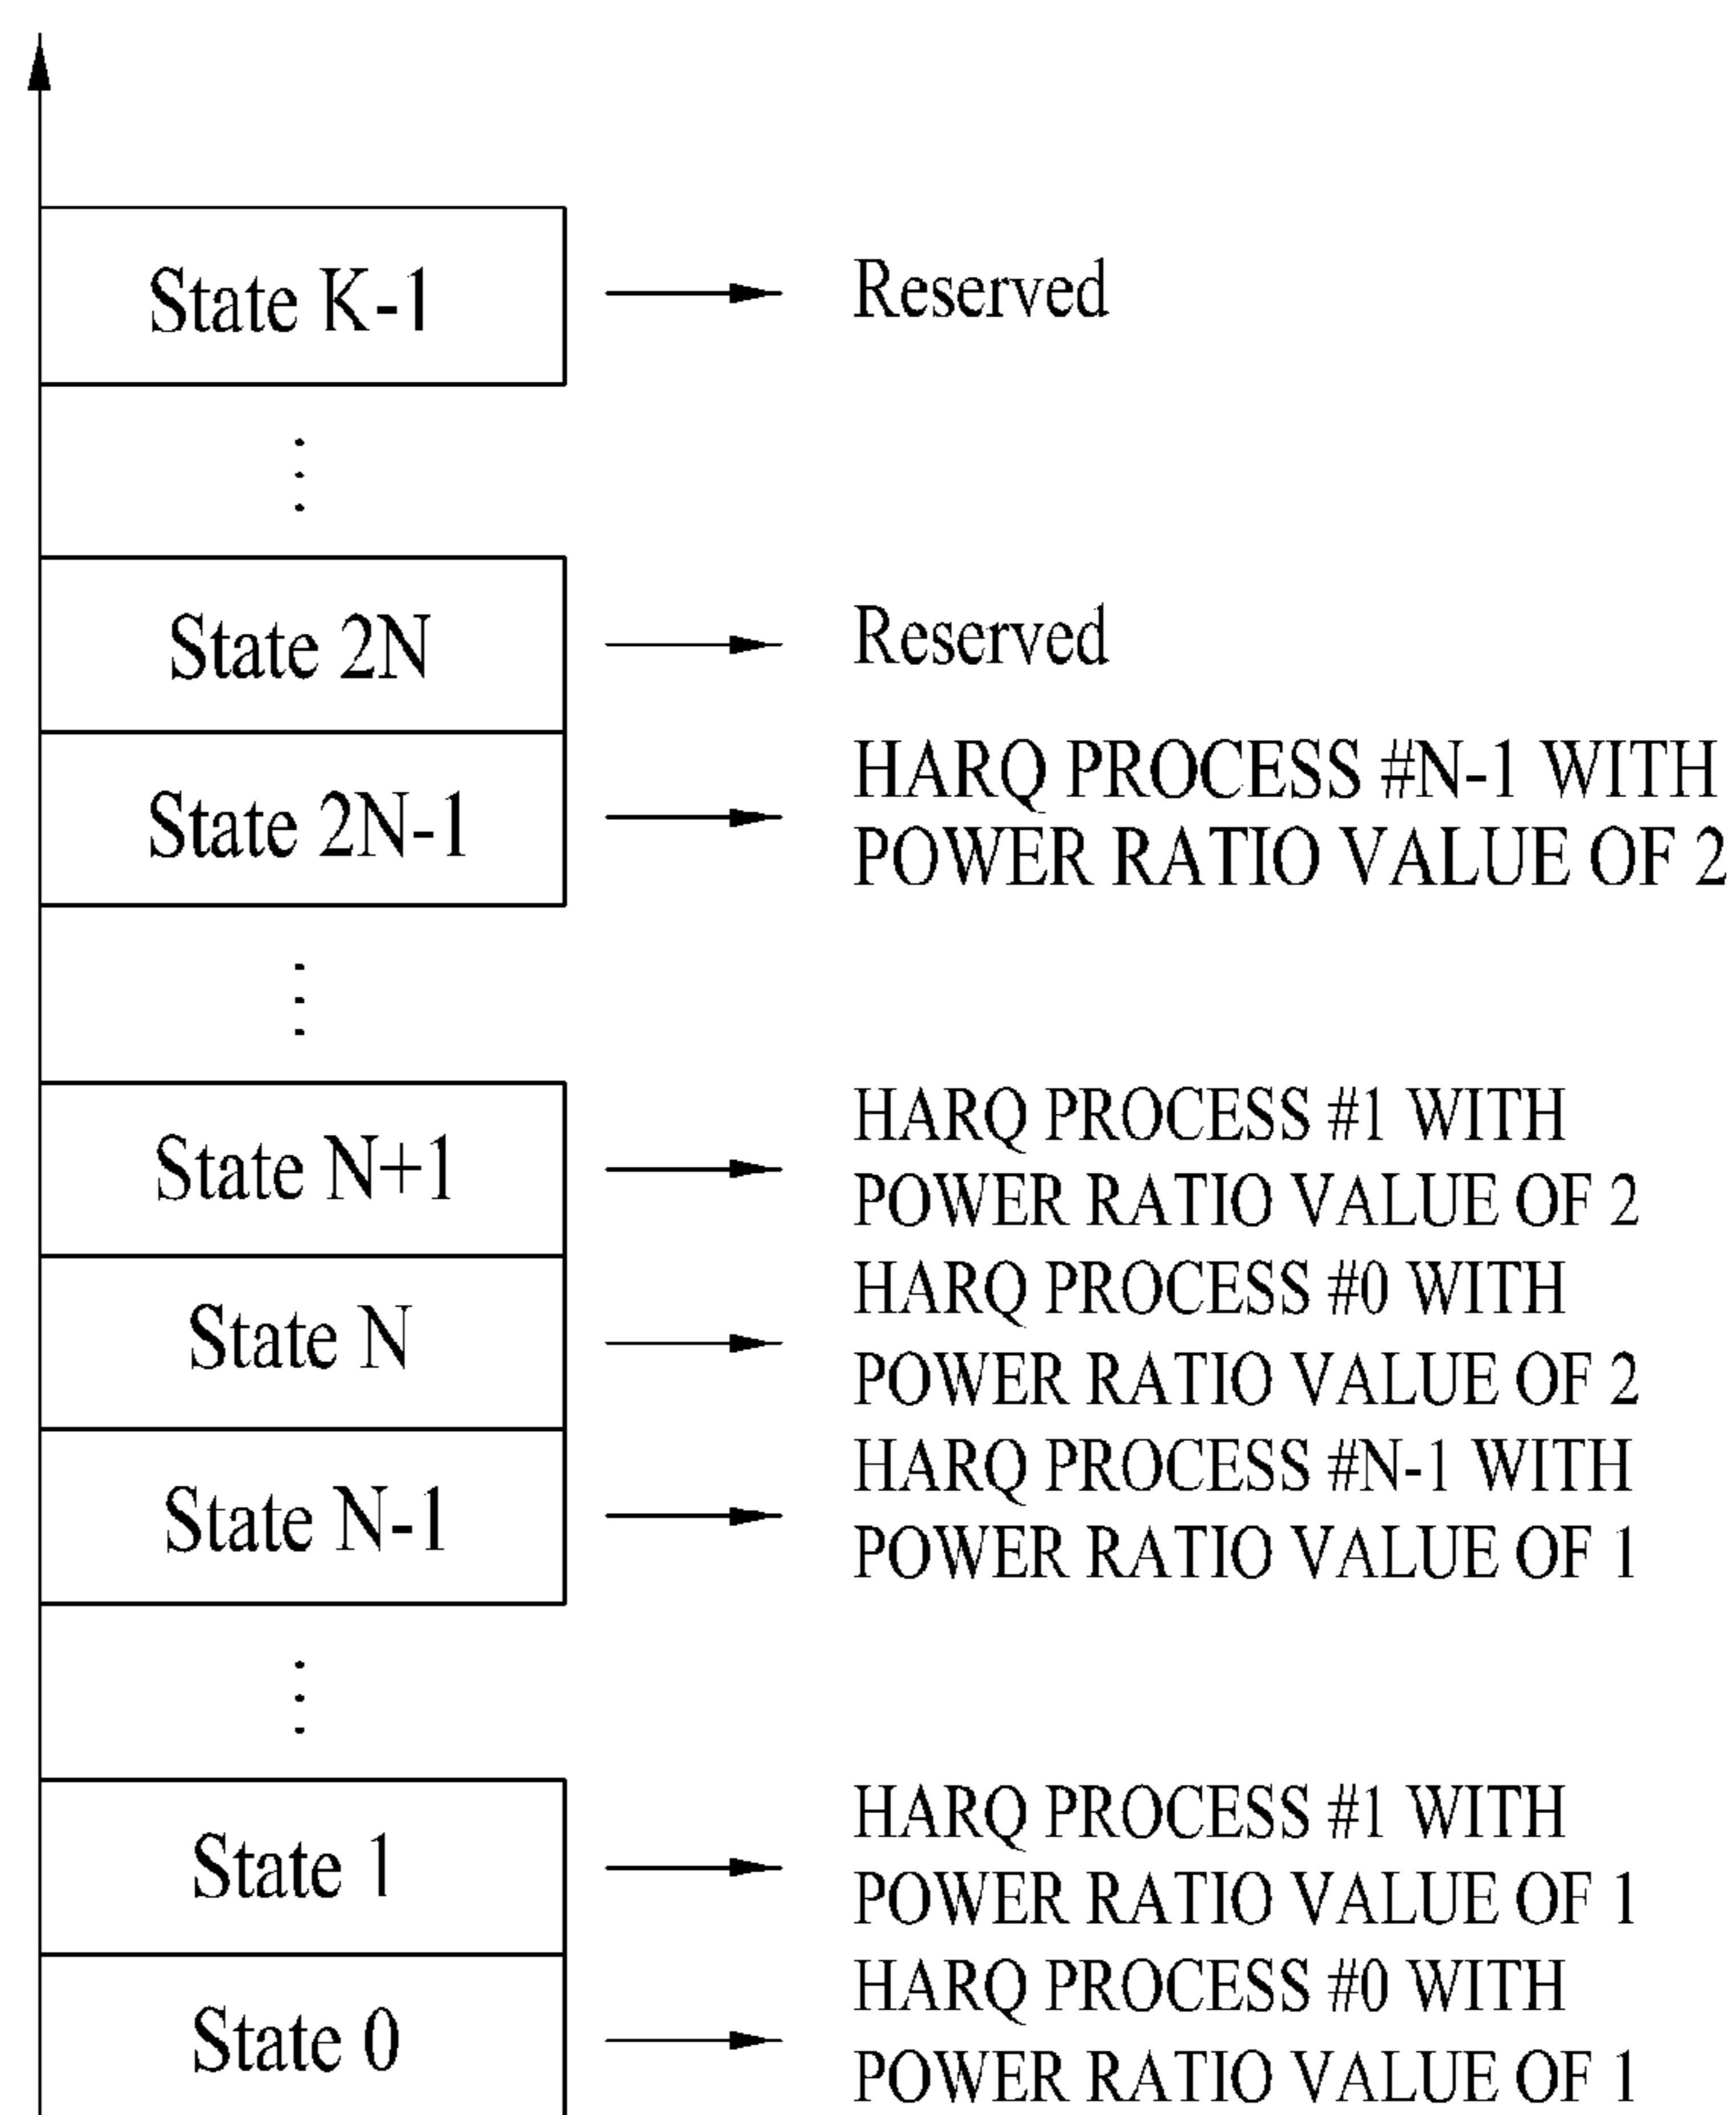 State K-1
Reserved
State 2N
Reserved
State 2N-1
HARQ PROCESS #N-1 WITH
POWER RATIO VALUE OF 2
State N+1
HARQ PROCESS #1 WITH
POWER RATIO VALUE OF 2
State N
HARQ PROCESS #0 WITH
POWER RATIO VALUE OF 2
State N-1
HARQ PROCESS #N-1 WITH
POWER RATIO VALUE OF 1
State 1
HARQ PROCESS #1 WITH
POWER RATIO VALUE OF 1
State 0
HARQ PROCESS #0 WITH
POWER RATIO VALUE OF 1